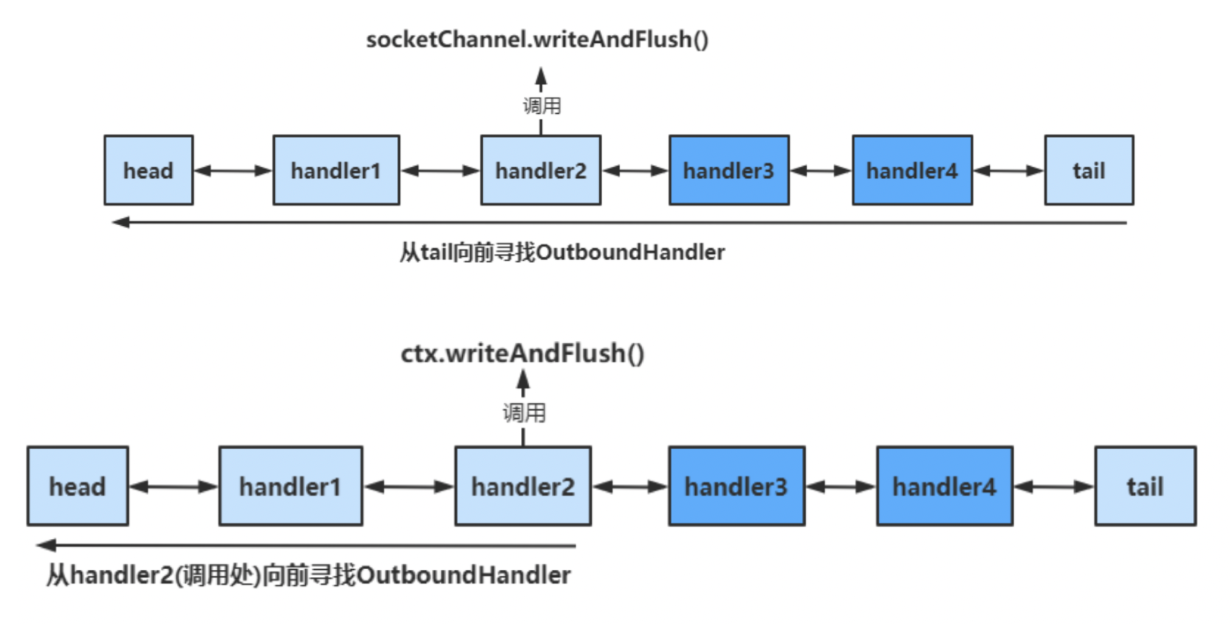 socketChannel.writeAndFlush()
调用
head handler1 handler2 handler3 handler4 tail
从tail向前寻找OutboundHandler
ctx.writeAndFlush()
调用
head handler1 handler2 handler3 handler4 tail
从handler2(调用处)向前寻找OutboundHandler